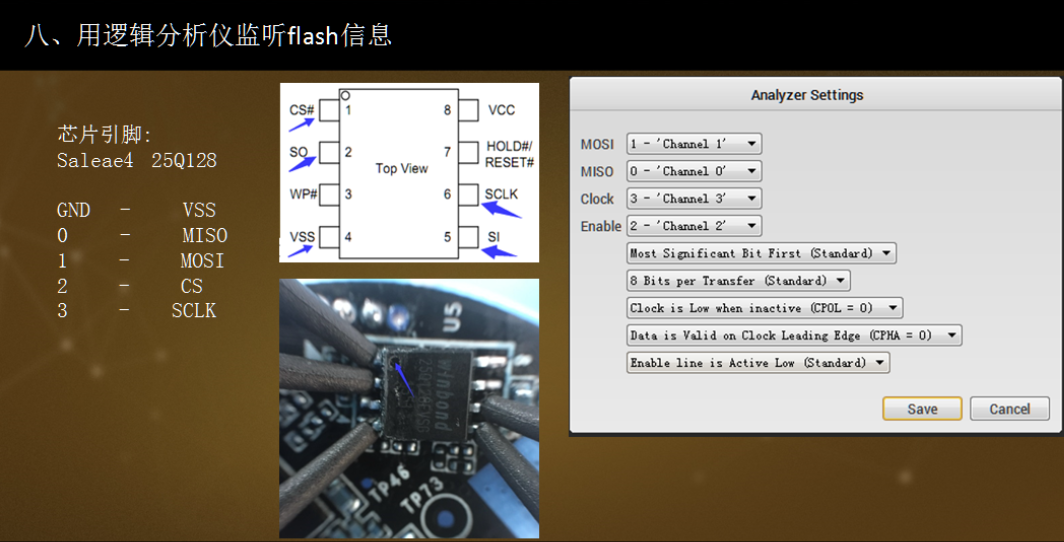 八、用逻辑分析仪监听flash信息
芯片引脚:
Saleae4 25Q128
GND - VSS
0 - MISO
1 - MOSI
2 - CS
3 - SCLK
CS# 1 8 VCC
SO 2 7 HOLD#/
RESET#
Top View
WP# 3 6 SCLK
VSS 4 5 SI
U5
winbond
TP46
TP73
Analyzer Settings
MOSI 1 - 'Channel 1'
MISO 0 - 'Channel 0'
Clock 3 - 'Channel 3'
Enable 2 - 'Channel 2'
Most Significant Bit First (Standard)
8 Bits per Transfer (Standard)
Clock is Low when inactive (CPOL = 0)
Data is Valid on Clock Leading Edge (CPHA = 0)
Enable line is Active Low (Standard)
Save Cancel